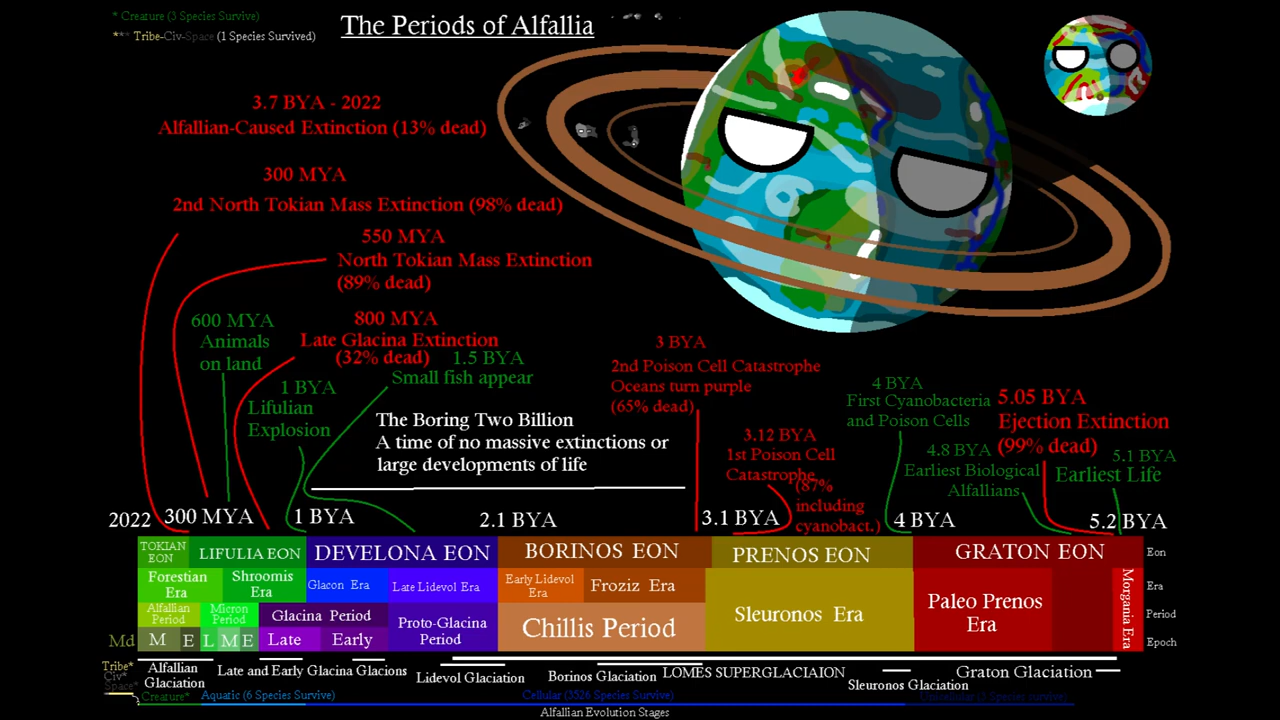 * Creature (3 Species Survive)
*** Tribe-Civ-Space (1 Species Survived)
The Periods of Alfallia
3.7 BYA - 2022
Alfallian-Caused Extinction (13% dead)
300 MYA
2nd North Tokian Mass Extinction (98% dead)
550 MYA
North Tokian Mass Extinction
(89% dead)
600 MYA
Animals
on land
800 MYA
Late Glacina Extinction
(32% dead)
1.5 BYA
Small fish appear
1 BYA
Lifulian
Explosion
The Boring Two Billion
A time of no massive extinctions or
large developments of life
3 BYA
2nd Poison Cell Catastrophe
Oceans turn purple
(65% dead)
3.12 BYA
1st Poison Cell
Catastrophe
(87%
including
cyanobact.)
4 BYA
First Cyanobacteria
and Poison Cells
4.8 BYA
Earliest Biological
Alfallians
5.05 BYA
Ejection Extinction
(99% dead)
5.1 BYA
Earliest Life
2022 300 MYA 1 BYA 2.1 BYA 3.1 BYA 4 BYA 5.2 BYA
TOKIAN
EON
LIFULIA EON DEVELONA EON BORINOS EON PRENOS EON GRATON EON Eon
Forestian
Era
Shroomis
Era
Glacon Era Late Lidevol Era
Early Lidevol
Era
Froziz Era
Sleuronos Era
Paleo Prenos
Era
Morgania Era
Era
Alfallian
Period
Micron
Period
Glacina Period
Proto-Glacina
Period
Chillis Period
Period
Md M E L M E Late Early Epoch
Tribe*
Civ*
Space*
Alfallian
Glaciation
Late and Early Glacina Glacions
Lidevol Glaciation
Borinos Glaciation
LOMES SUPERGLACIAION
Sleuronos Glaciation
Graton Glaciation
Creature*
Aquatic (6 Species Survive)
Cellular (3526 Species Survive)
Alfallian Evolution Stages